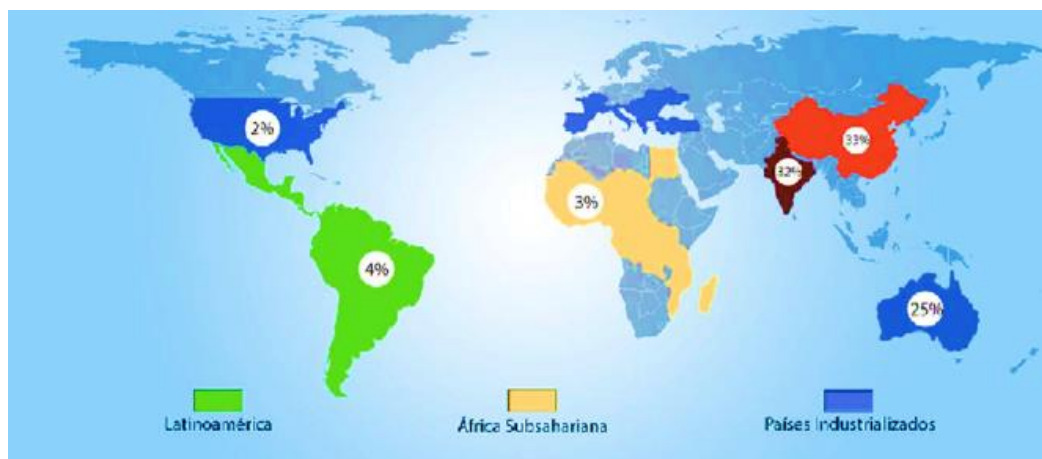 2%
33%
32%
3%
4%
25%
Latinoamérica
África Subsahariana
Países Industrializados